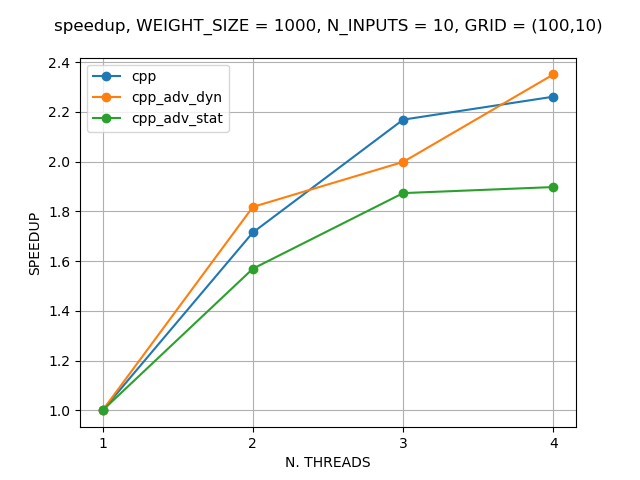 speedup, WEIGHT_SIZE = 1000, N_INPUTS = 10, GRID = (100,10)
cpp
cpp_adv_dyn
cpp_adv_stat
SPEEDUP
2.4
2.2
2.0
1.8
1.6
1.4
1.2
1.0
1 2 3 4
N. THREADS